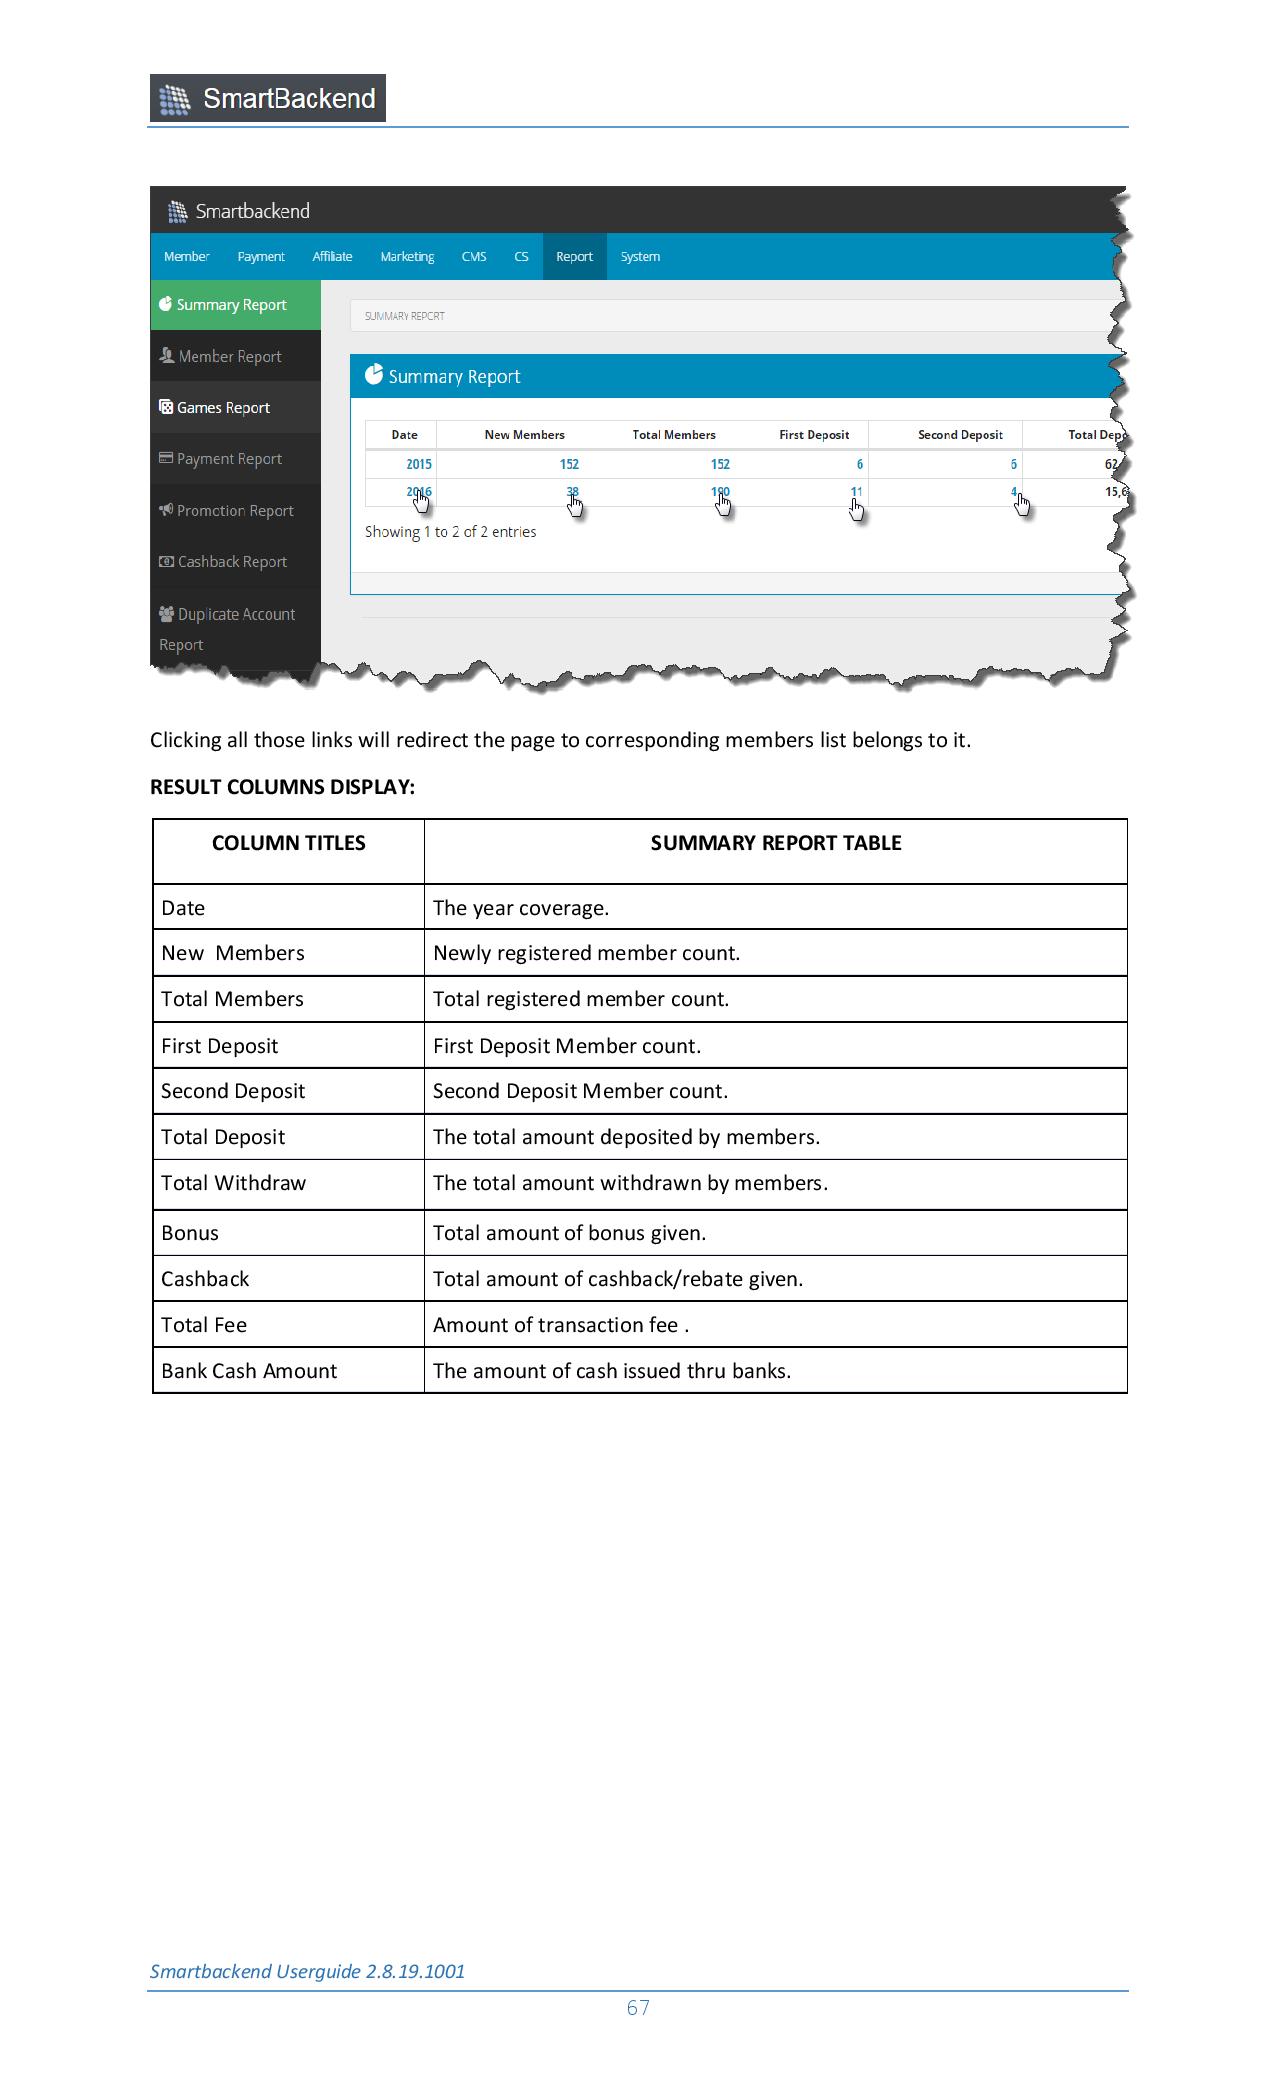 SmartBackend
Smartbackend
Member Payment Affiliate Marketing CMS CS Report System
Summary Report
Member Report
Games Report
Payment Report
Promotion Report
Cashback Report
Duplicate Account
Report
SUMMARY REPORT
Summary Report
Date New Members Total Members First Deposit Second Deposit Total
2015 152 152 6 6
2016 38 190 11 4
Showing 1 to 2 of 2 entries
Clicking all those links will redirect the page to corresponding members list belongs to it.
RESULT COLUMNS DISPLAY:
COLUMN TITLES SUMMARY REPORT TABLE
Date The year coverage.
New Members Newly registered member count.
Total Members Total registered member count.
First Deposit First Deposit Member count.
Second Deposit Second Deposit Member count.
Total Deposit The total amount deposited by members.
Total Withdraw The total amount withdrawn by members.
Bonus Total amount of bonus given.
Cashback Total amount of cashback/rebate given.
Total Fee Amount of transaction fee .
Bank Cash Amount The amount of cash issued thru banks.
Smartbackend Userguide 2.8.19.1001
67